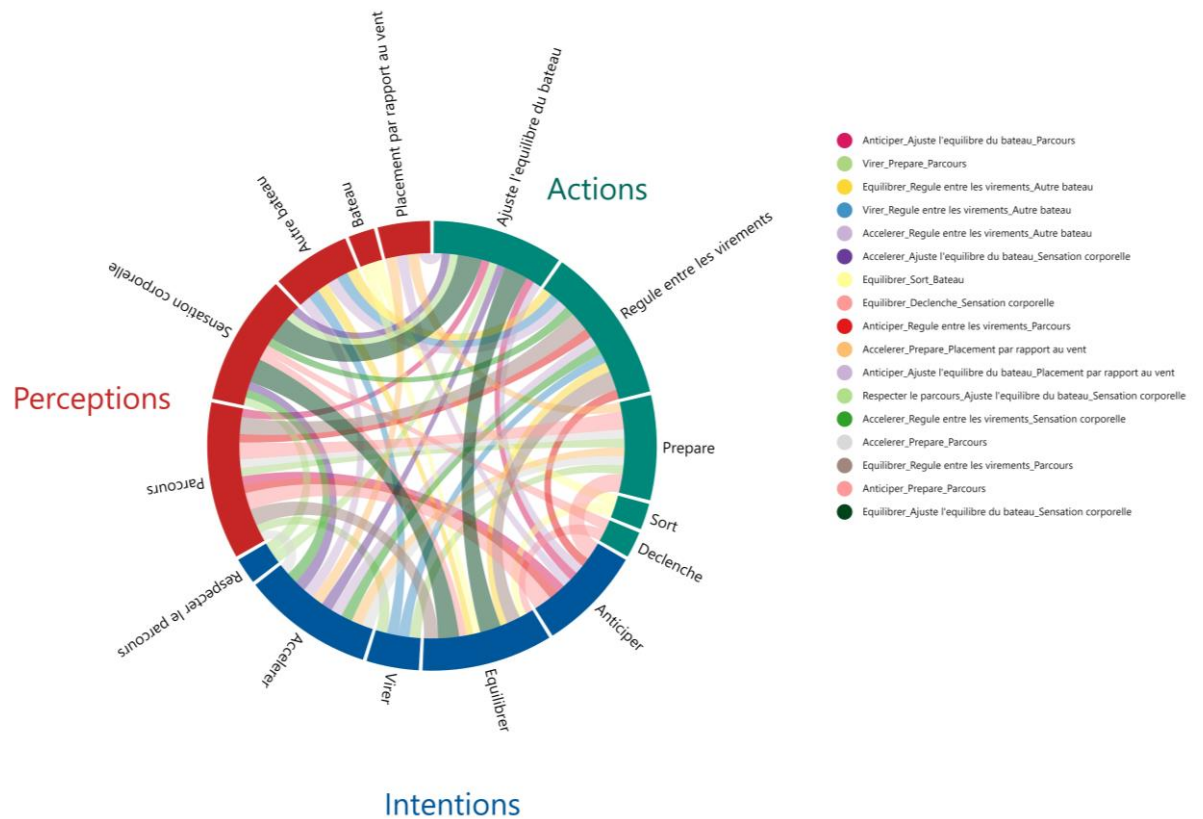 Placement par rapport au vent
Ajuste l'equilibre du bateau
Bateau
Autre bateau
Actions
Regule entre les virements
Sensation corporelle
Perceptions
Parcours
Prepare
Sort
Declenche
Respecter le parcours
Anticiper
Accelerer
Virer
Equilibrer
Intentions
Anticiper_Ajuste l'equilibre du bateau_Parcours
Virer_Prepare_Parcours
Equilibrer_Regule entre les virements_Autre bateau
Virer_Regule entre les virements_Autre bateau
Accelerer_Regule entre les virements_Autre bateau
Accelerer_Ajuste l'equilibre du bateau_Sensation corporelle
Equilibrer_Sort_Bateau
Equilibrer_Declenche_Sensation corporelle
Anticiper_Regule entre les virements_Parcours
Accelerer_Prepare_Placement par rapport au vent
Anticiper_Ajuste l'equilibre du bateau_Placement par rapport au vent
Respecter le parcours_Ajuste l'equilibre du bateau_Sensation corporelle
Accelerer_Regule entre les virements_Sensation corporelle
Accelerer_Prepare_Parcours
Equilibrer_Regule entre les virements_Parcours
Anticiper_Prepare_Parcours
Equilibrer_Ajuste l'equilibre du bateau_Sensation corporelle